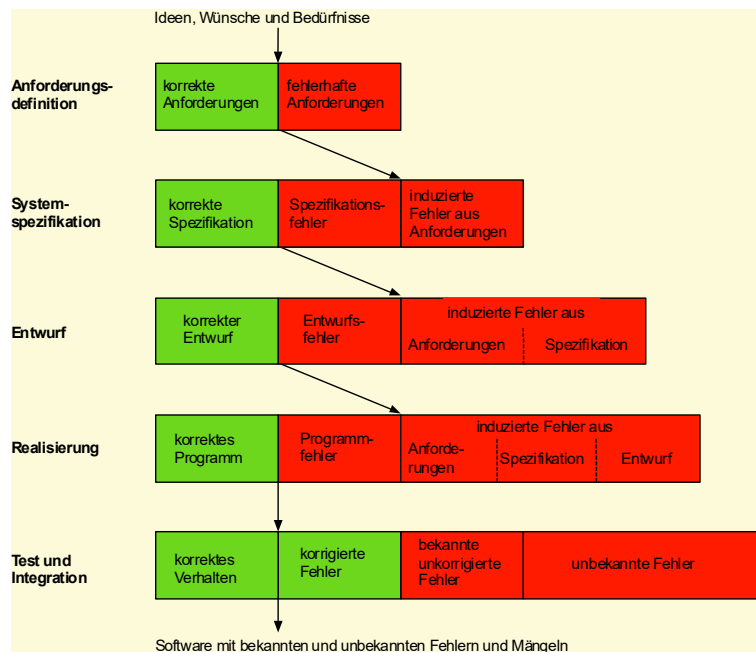 Ideen, Wünsche und Bedürfnisse
Anforderungs-
definition
korrekte
Anforderungen
fehlerhafte
Anforderungen
System-
spezifikation
korrekte
Spezifikation
Spezifikations-
fehler
induzierte
Fehler aus
Anforderungen
Entwurf
korrekter
Entwurf
Entwurfs-
fehler
induzierte Fehler aus
Anforderungen
Spezifikation
Realisierung
korrektes
Programm
Programm-
fehler
induzierte Fehler aus
Anforde-
rungen
Spezifikation
Entwurf
Test und
Integration
korrektes
Verhalten
korrigierte
Fehler
bekannte
unkorrigierte
Fehler
unbekannte Fehler
Software mit bekannten und unbekannten Fehlern und Mängeln